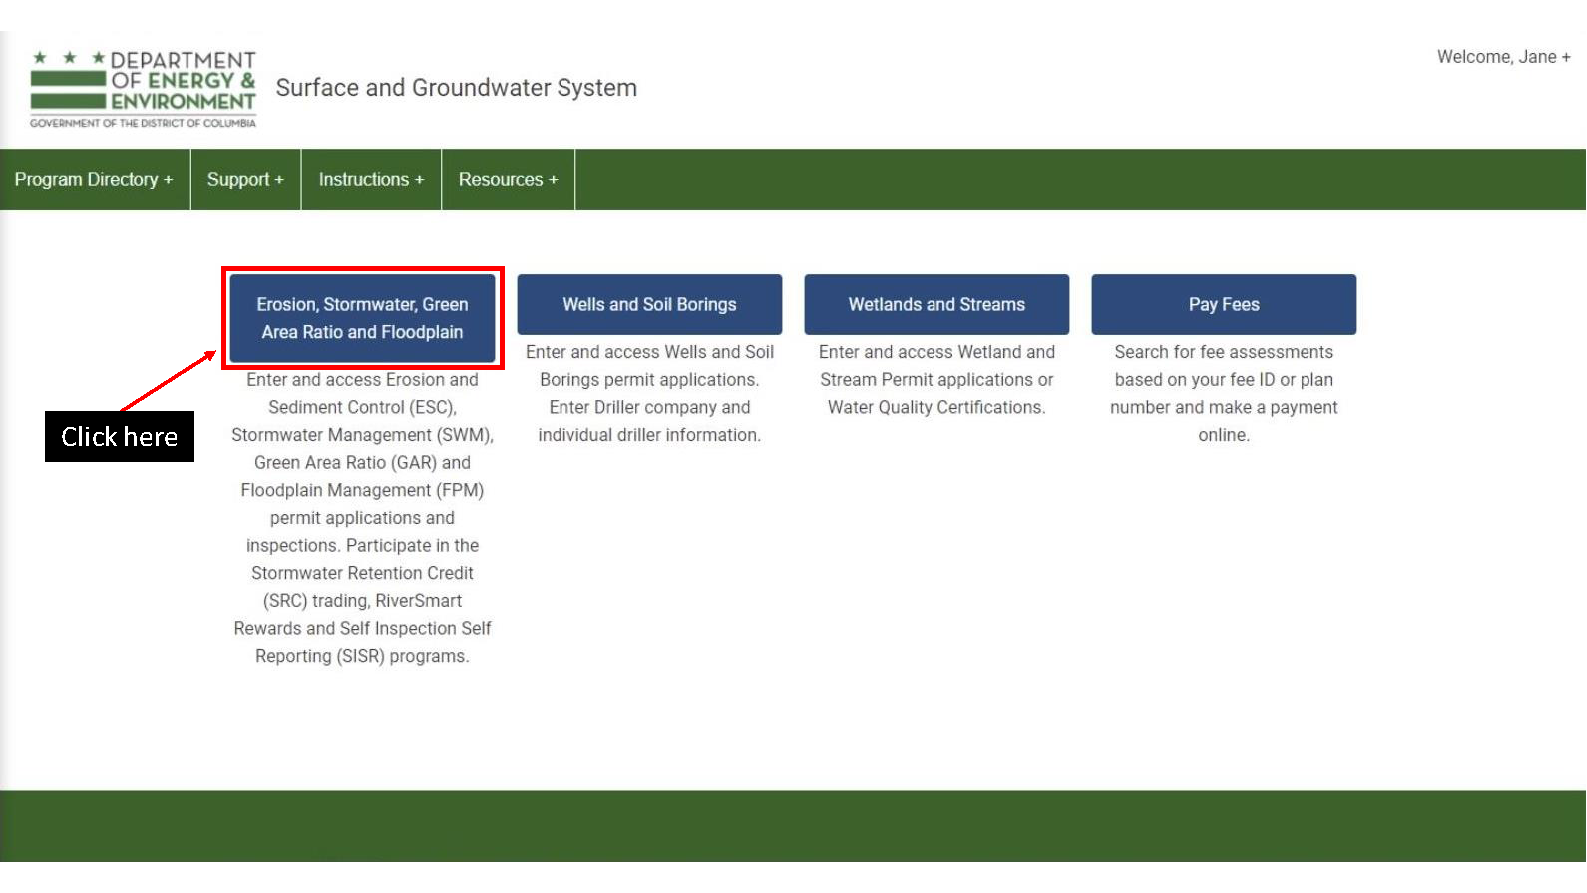 DEPARTMENT
OF ENERGY &
ENVIRONMENT
GOVERNMENT OF THE DISTRICT OF COLUMBIA
Surface and Groundwater System
Welcome, Jane +
Program Directory +
Support +
Instructions +
Resources +
Erosion, Stormwater, Green
Area Ratio and Floodplain
Enter and access Erosion and
Sediment Control (ESC),
Stormwater Management (SWM),
Green Area Ratio (GAR) and
Floodplain Management (FPM)
permit applications and
inspections. Participate in the
Stormwater Retention Credit
(SRC) trading, RiverSmart
Rewards and Self Inspection Self
Reporting (SISR) programs.
Click here
Wells and Soil Borings
Enter and access Wells and Soil
Borings permit applications.
Enter Driller company and
individual driller information.
Wetlands and Streams
Enter and access Wetland and
Stream Permit applications or
Water Quality Certifications.
Pay Fees
Search for fee assessments
based on your fee ID or plan
number and make a payment
online.